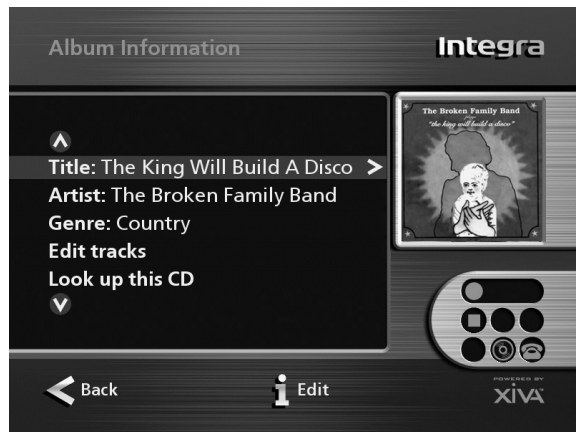 Album Information
Integra
Title: The King Will Build A Disco
Artist: The Broken Family Band
Genre: Country
Edit tracks
Look up this CD
The Broken Family Band
plays
"the king will build a disco"
Back
i Edit
POWERED BY
XiVA